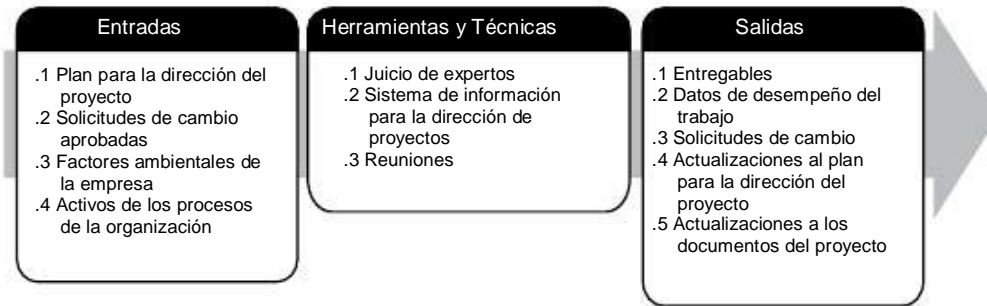 Entradas
.1 Plan para la dirección del
proyecto
.2 Solicitudes de cambio
aprobadas
.3 Factores ambientales de
la empresa
.4 Activos de los procesos
de la organización
Herramientas y Técnicas
.1 Juicio de expertos
.2 Sistema de información
para la dirección de
proyectos
.3 Reuniones
Salidas
.1 Entregables
.2 Datos de desempeño del
trabajo
.3 Solicitudes de cambio
.4 Actualizaciones al plan
para la dirección del
proyecto
.5 Actualizaciones a los
documentos del proyecto